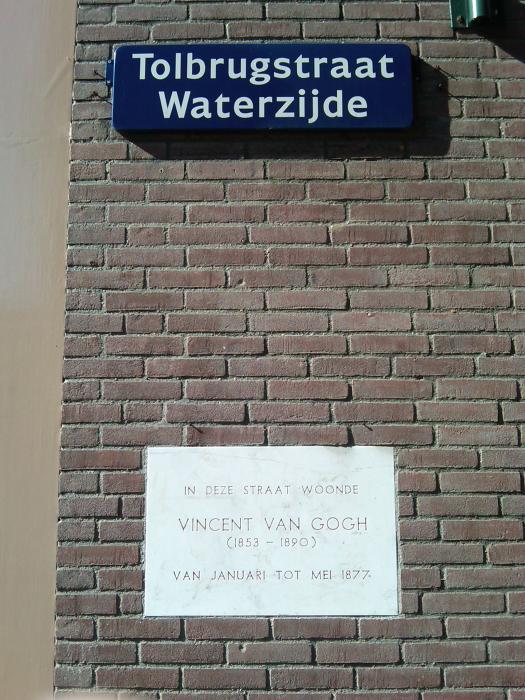 Tolbrugstraat
Waterzijde
IN DEZE STRAAT WOONDE
VINCENT VAN GOGH
(1853 - 1890)
VAN JANUARI TOT MEI 1877